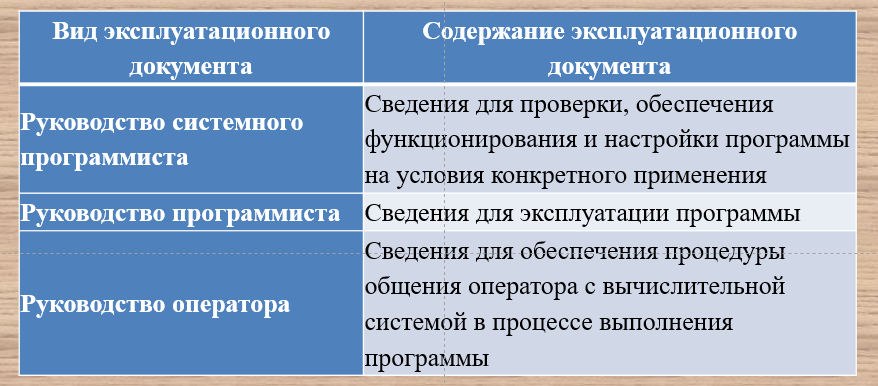 Вид эксплуатационного
документа
Содержание эксплуатационного
документа
Руководство системного
программиста
Сведения для проверки, обеспечения
функционирования и настройки программы
на условия конкретного применения
Руководство программиста
Сведения для эксплуатации программы
Руководство оператора
Сведения для обеспечения процедуры
общения оператора с вычислительной
системой в процессе выполнения
программы